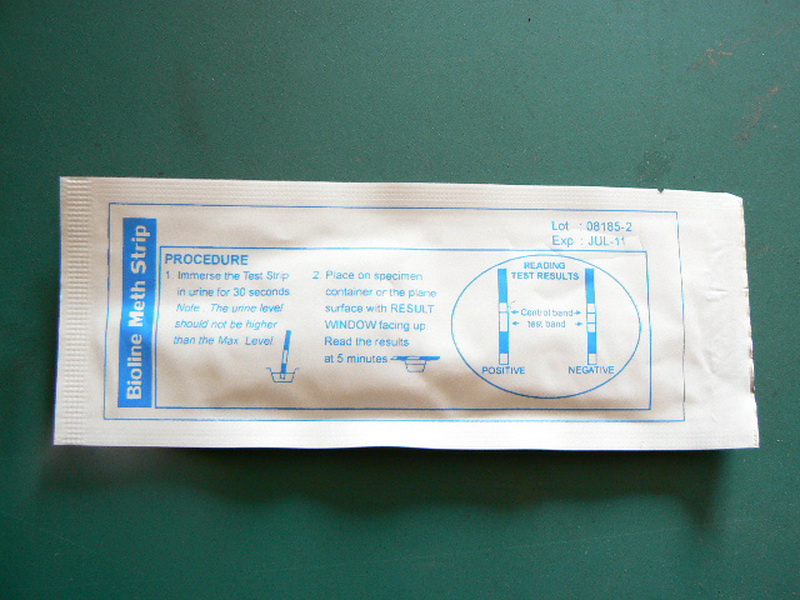 Bioline Meth Strip
Lot : 08185-2
Exp : JUL-11
PROCEDURE
1. Immerse the Test Strip
in urine for 30 seconds
Note : The urine level
should not be higher
than the Max. Level.
2. Place on specimen
container or the plane
surface with RESULT
WINDOW facing up
Read the results
at 5 minutes
READING
TEST RESULTS
Control band
test band
POSITIVE
NEGATIVE